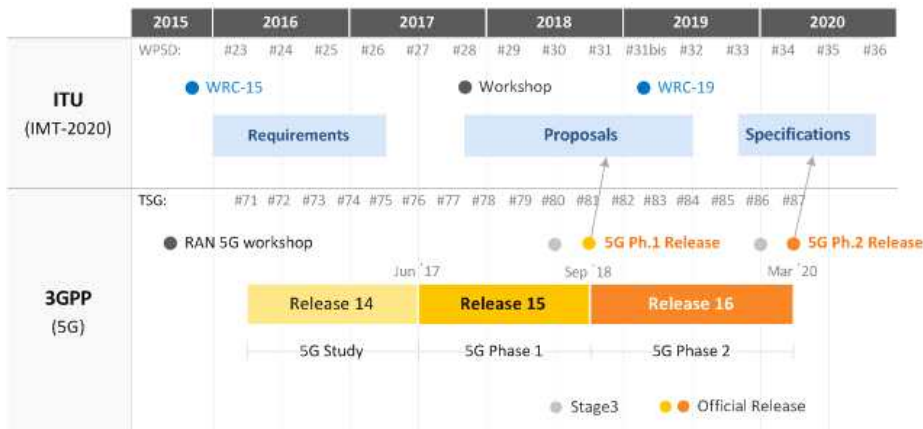 2015 2016 2017 2018 2019 2020
WP5D: #23 #24 #25 #26 #27 #28 #29 #30 #31 #31bis #32 #33 #34 #35 #36
WRC-15 Workshop WRC-19
ITU
(IMT-2020)
Requirements Proposals Specifications
TSG: #71 #72 #73 #74 #75 #76 #77 #78 #79 #80 #81 #82 #83 #84 #85 #86 #87
RAN 5G workshop 5G Ph.1 Release 5G Ph.2 Release
Jun ´17 Sep ´18 Mar ´20
3GPP
(5G)
Release 14 Release 15 Release 16
5G Study 5G Phase 1 5G Phase 2
Stage3 Official Release